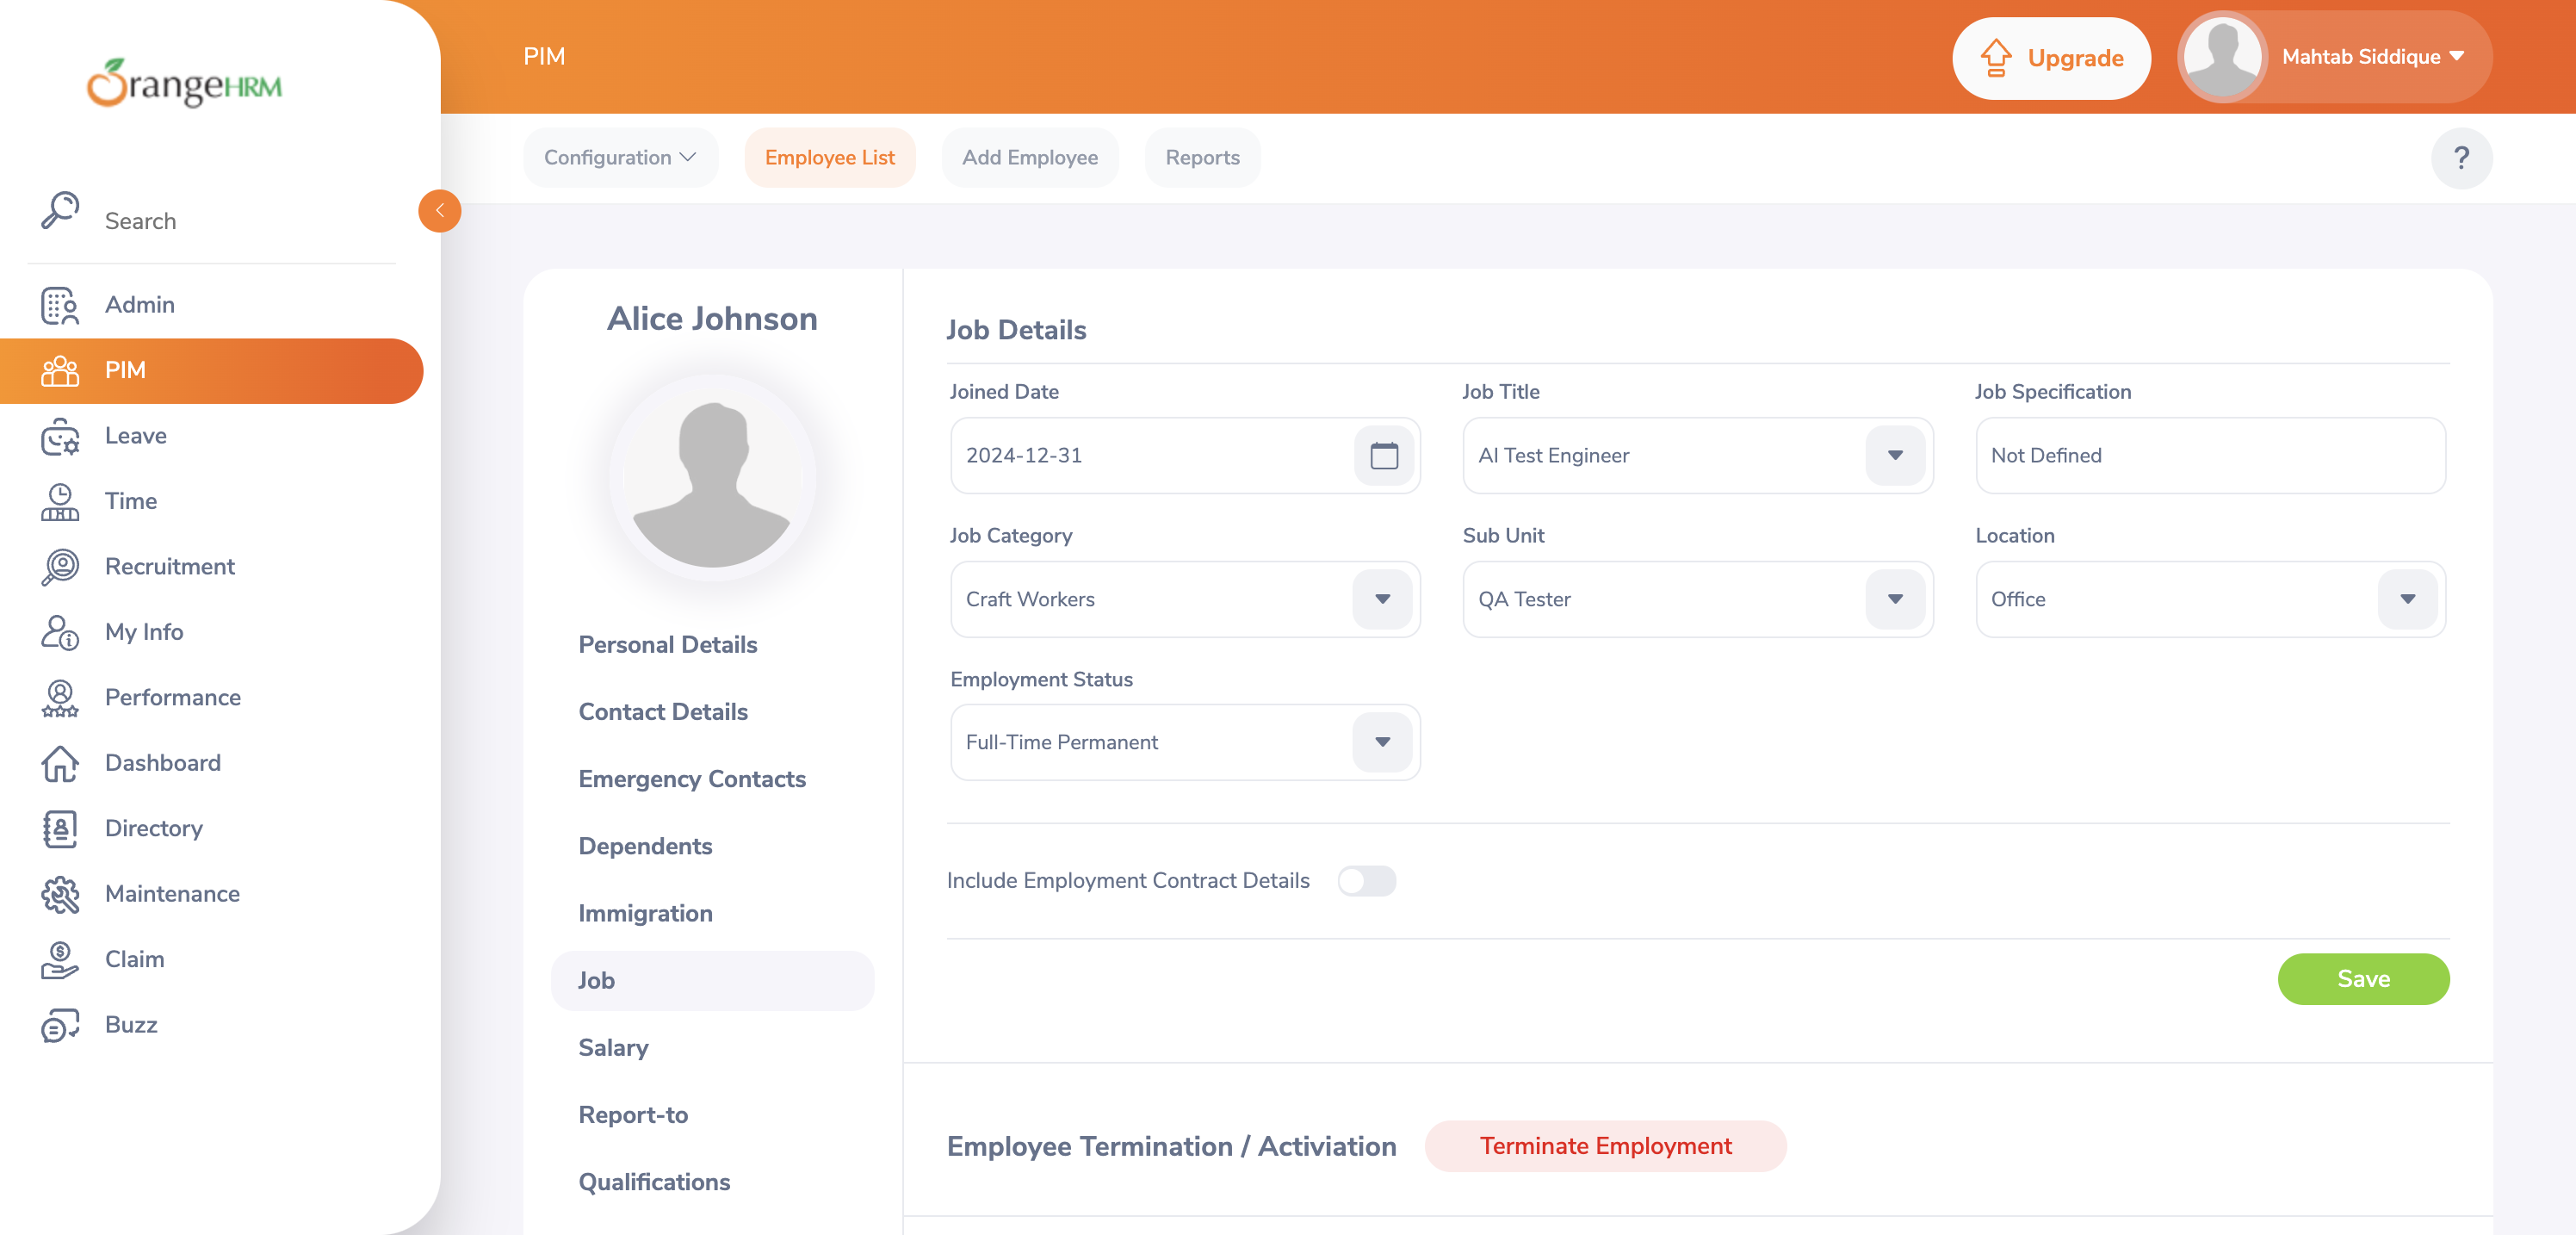 OrangeHRM
Search
Admin
PIM
Leave
Time
Recruitment
My Info
Performance
Dashboard
Directory
Maintenance
Claim
Buzz
PIM
Upgrade
Mahtab Siddique
Configuration
Employee List
Add Employee
Reports
?
Alice Johnson
Personal Details
Contact Details
Emergency Contacts
Dependents
Immigration
Job
Salary
Report-to
Qualifications
Job Details
Joined Date
Job Title
Job Specification
2024-12-31
AI Test Engineer
Not Defined
Job Category
Sub Unit
Location
Craft Workers
QA Tester
Office
Employment Status
Full-Time Permanent
Include Employment Contract Details
Save
Employee Termination / Activiation
Terminate Employment